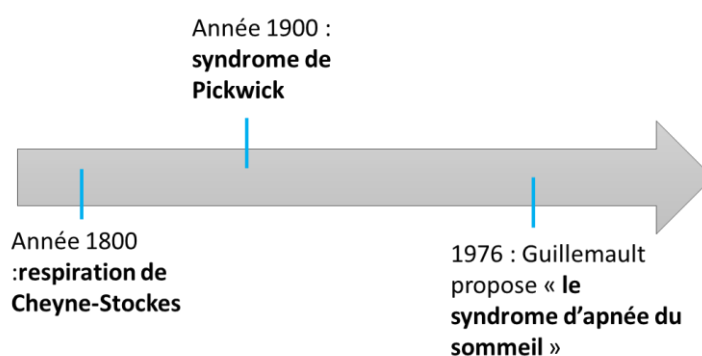 Année 1900 :
syndrome de
Pickwick
Année 1800
:respiration de
Cheyne-Stockes
1976 : Guillemault
propose « le
syndrome d'apnée du
sommeil »